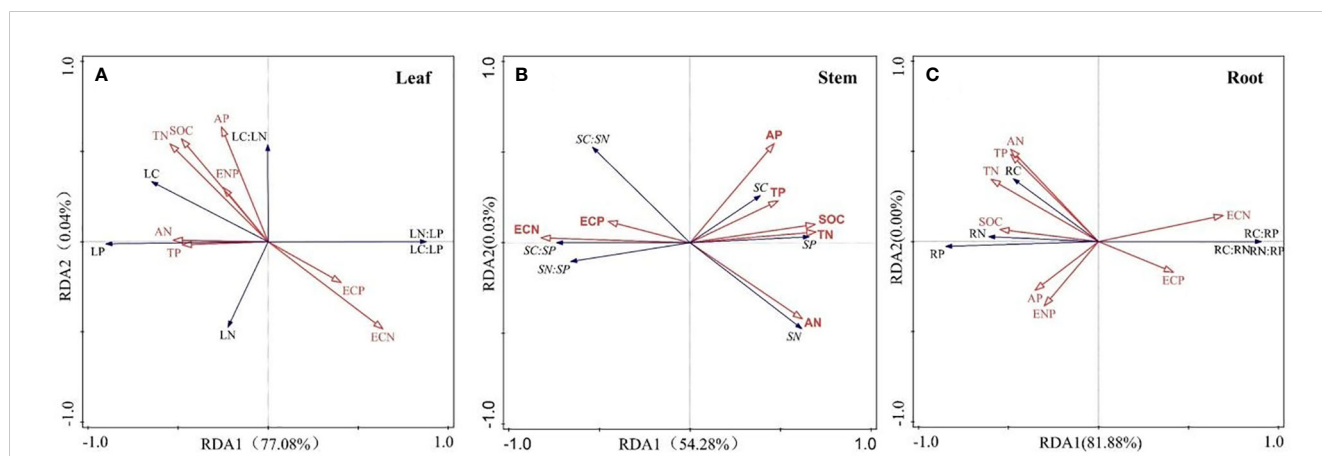 A
Leaf
1.0
RDA2 (0.04%)
-1.0
AP
TN SOC
LC:LN
LC
ENP
AN
LP
TP
LN:LP
LC:LP
ECP
LN
ECN
-1.0
RDA1 (77.08%)
1.0
B
Stem
1.0
RDA2(0.03%)
-1.0
SC:SN
AP
SC
TP
ECP
SOC
ECN
TN
SC:SP
SP
SN:SP
AN
SN
-1.0
RDA1 (54.28%)
1.0
C
Root
1.0
RDA2(0.00%)
-1.0
AN
TP
TN
RC
SOC
ECN
RN
RC:RP
RP
RC:RN
RN:RP
ECP
AP
ENP
-1.0
RDA1(81.88%)
1.0